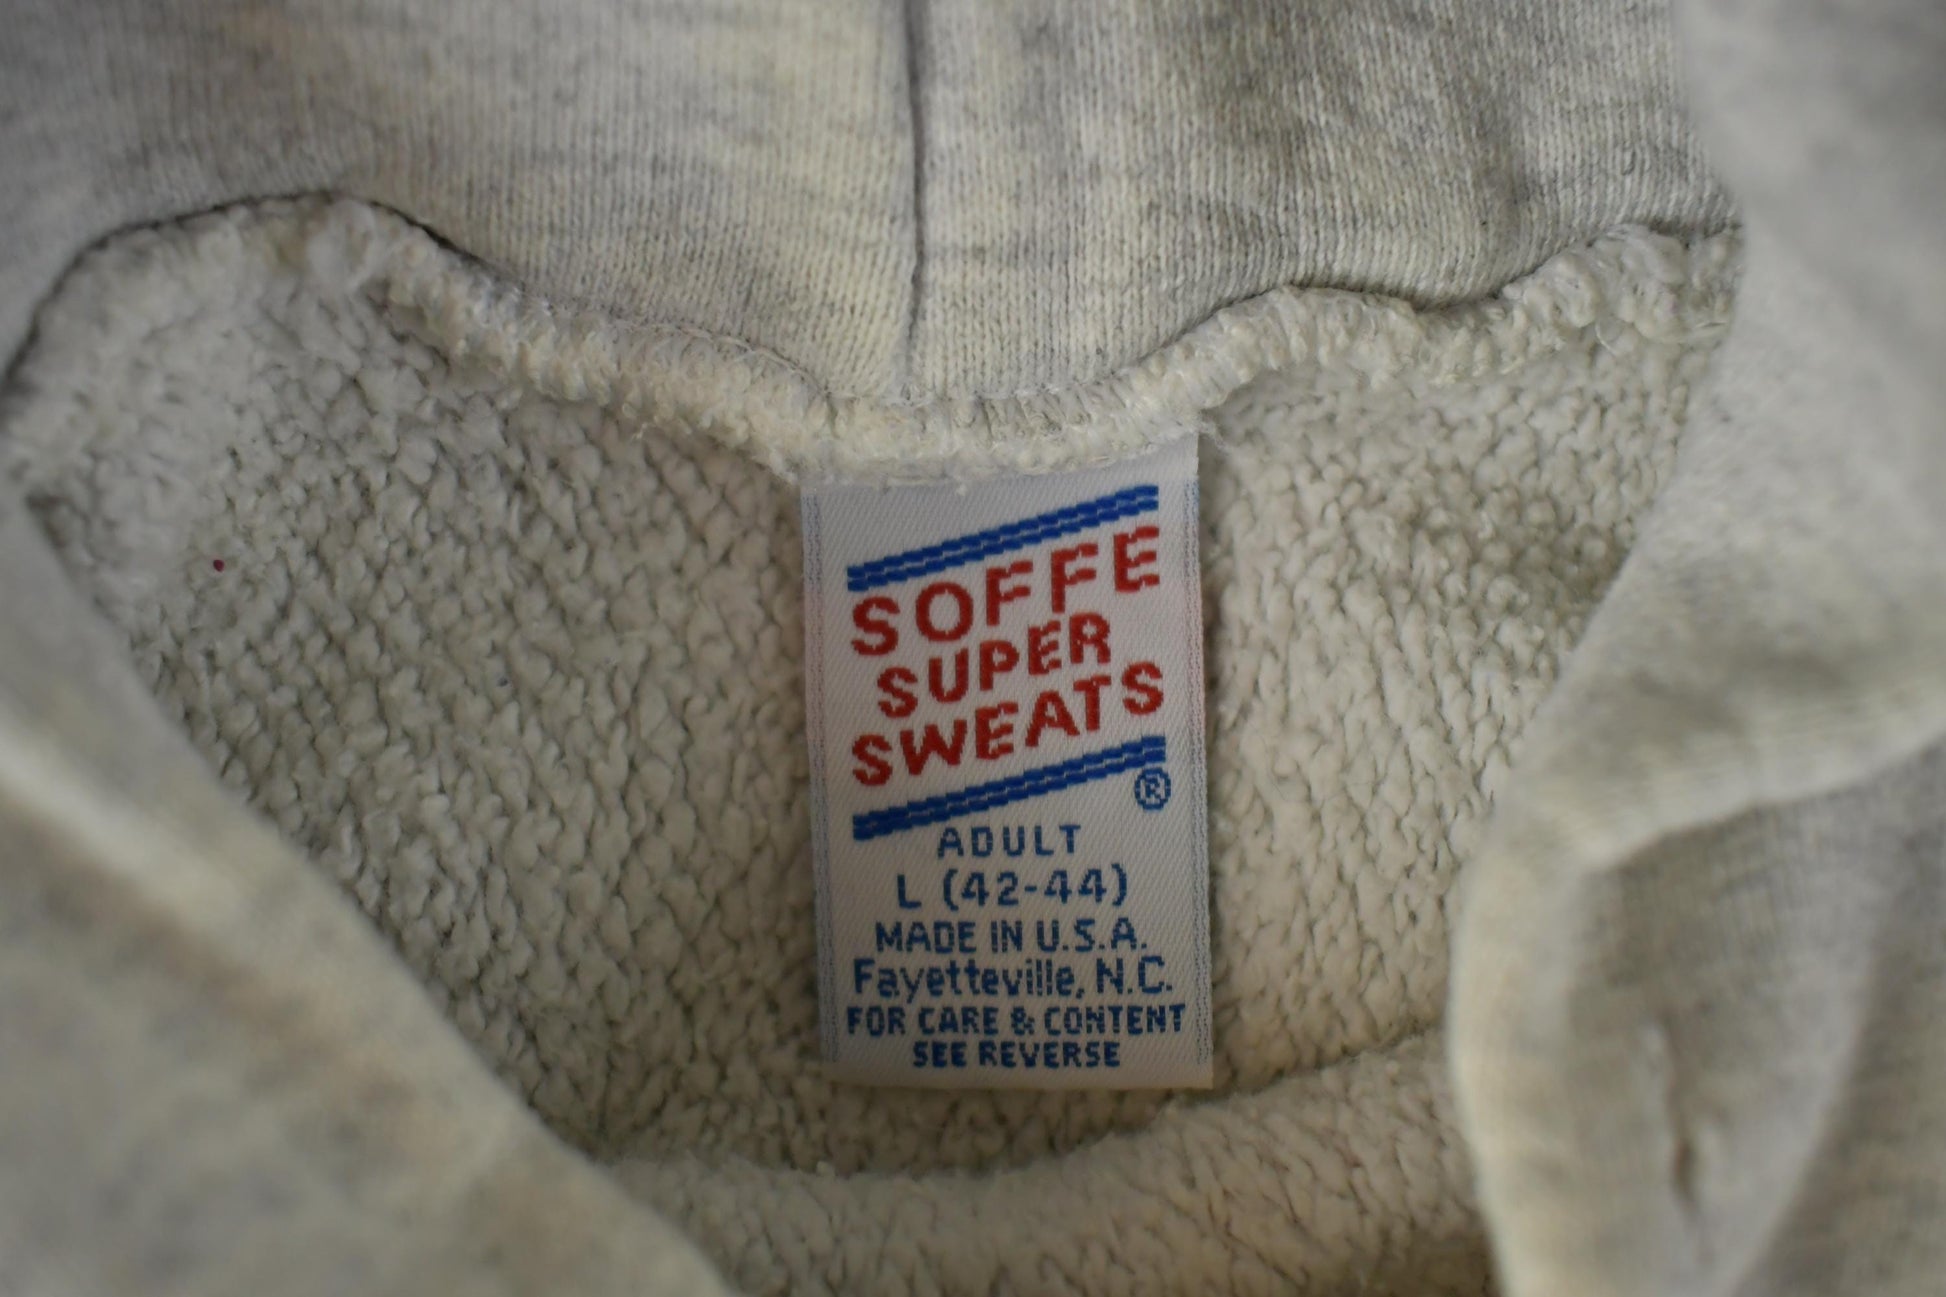 SOFFE
SUPER
SWEATS
®
ADULT
L (42-44)
MADE IN U.S.A.
Fayetteville, N.C.
FOR CARE & CONTENT
SEE REVERSE